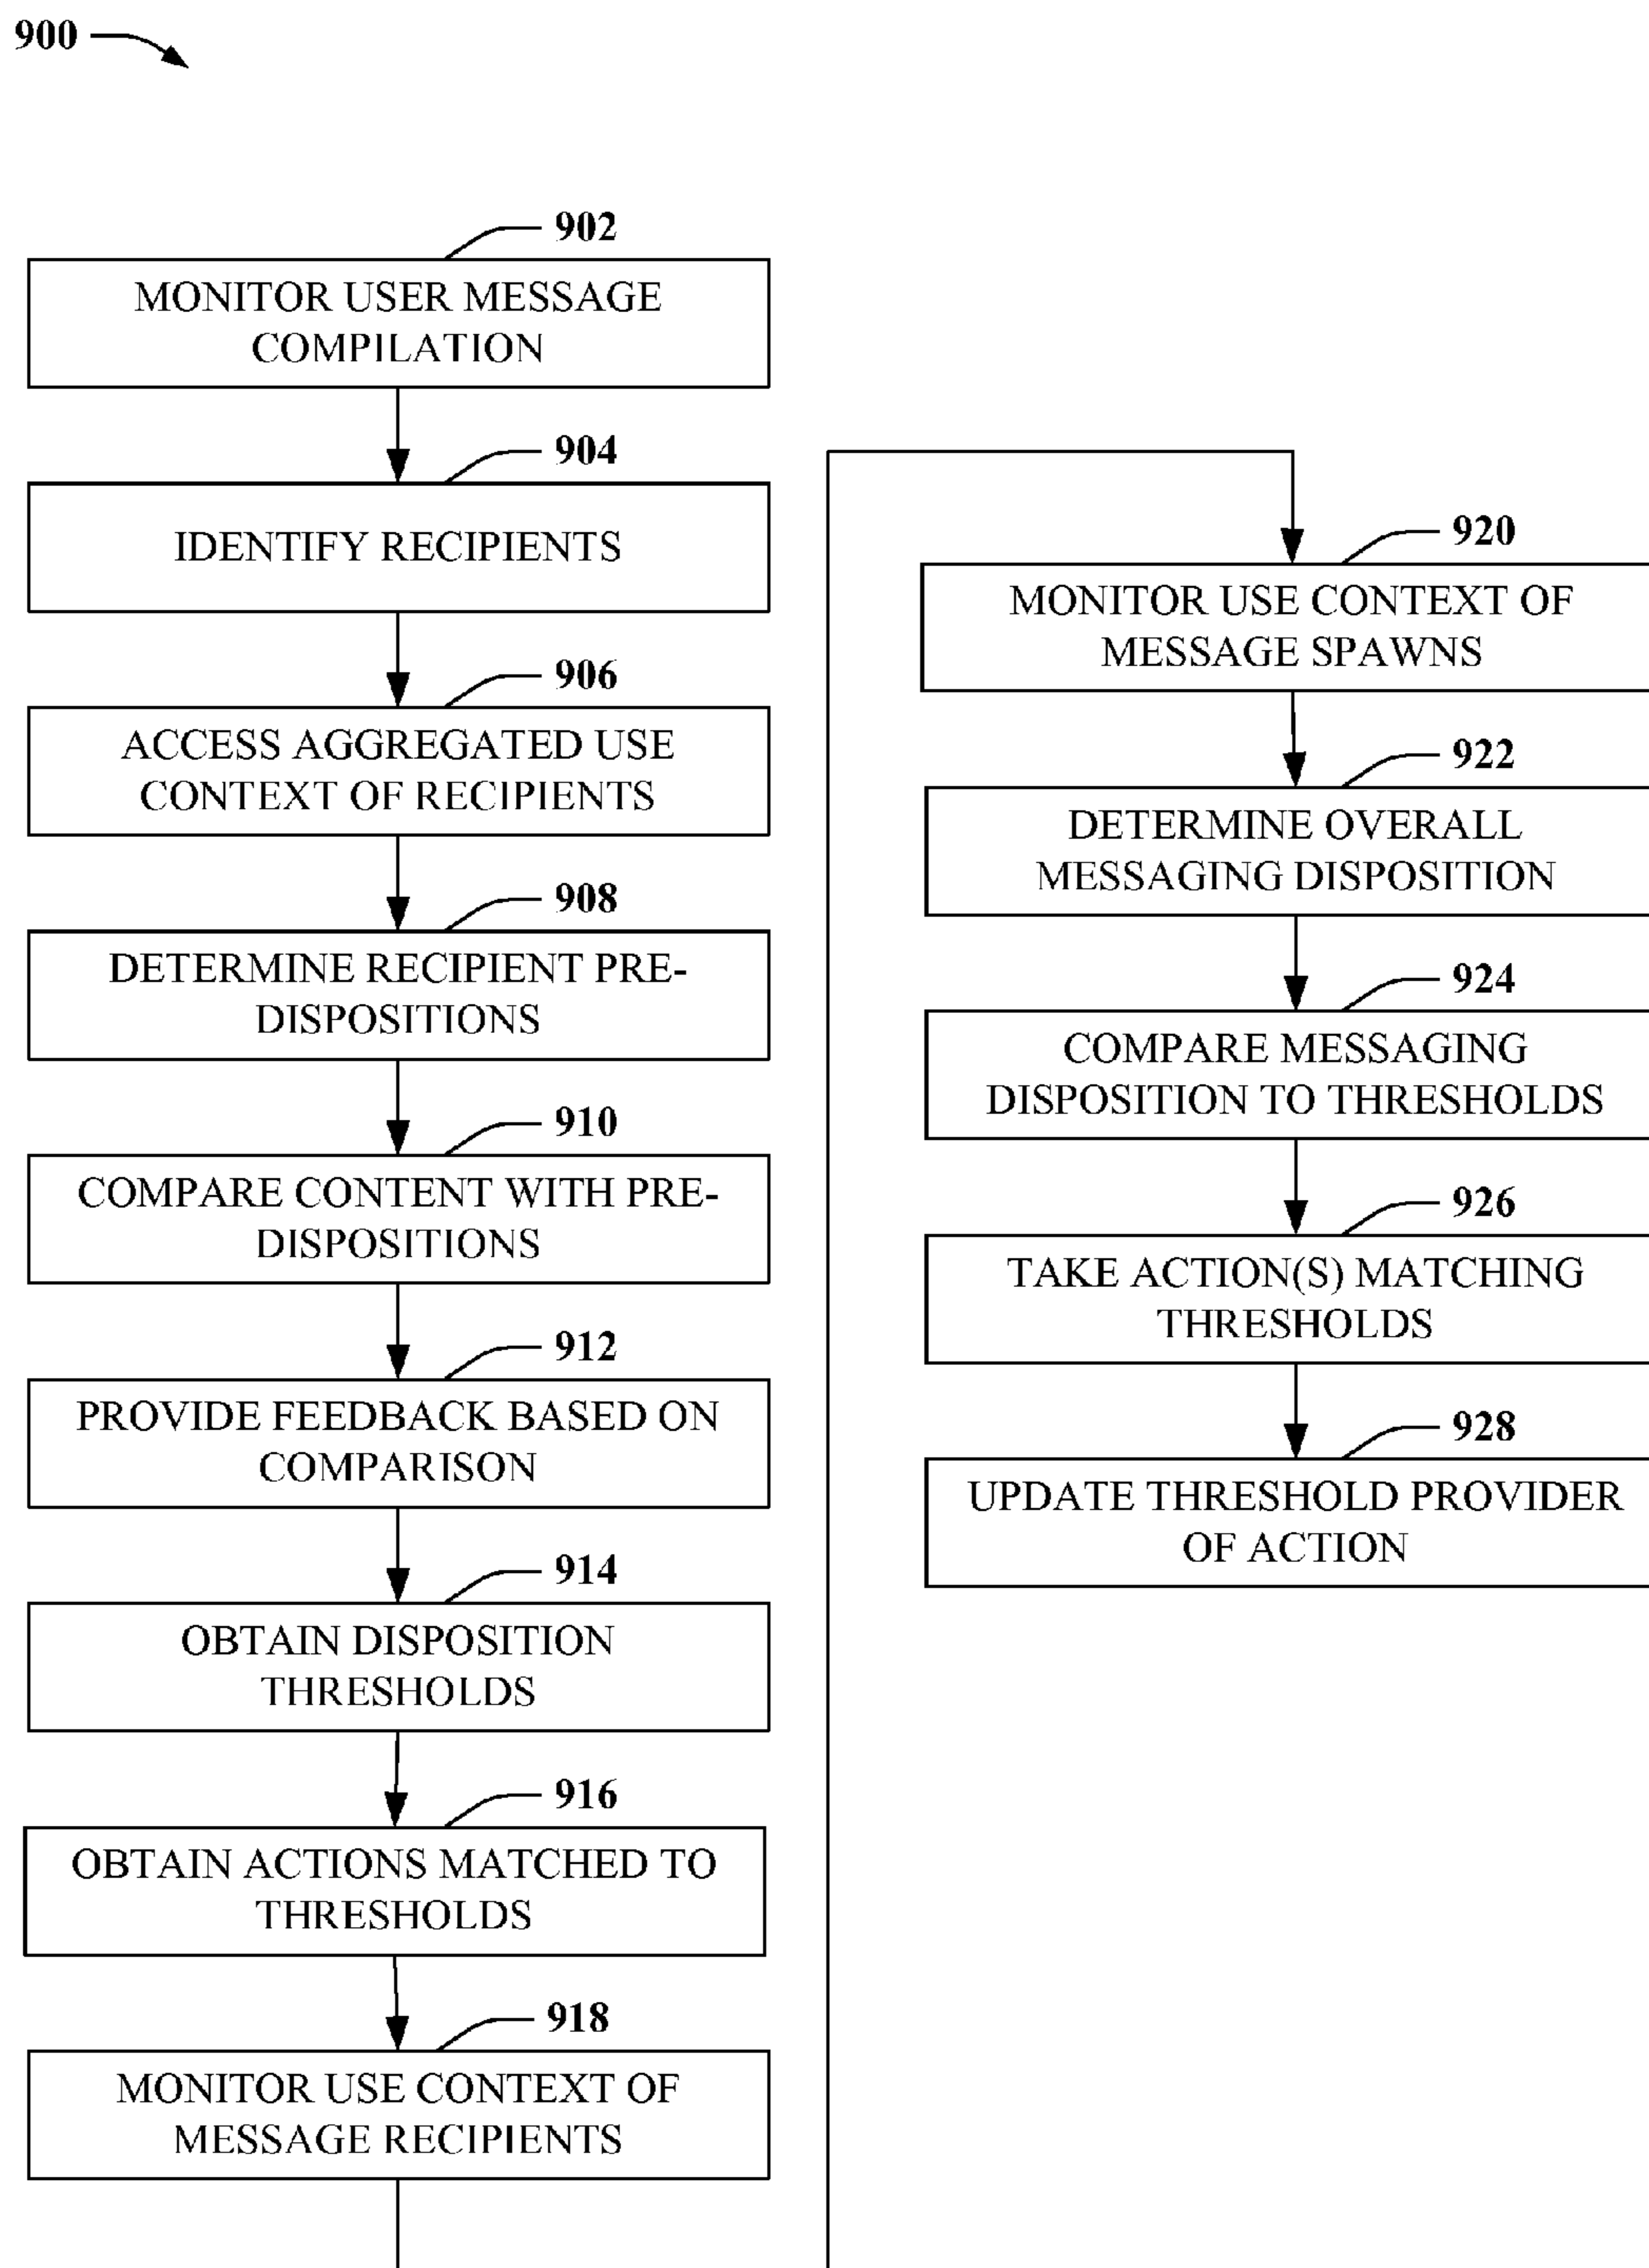 900
902
MONITOR USER MESSAGE
COMPILATION
904
IDENTIFY RECIPIENTS
906
ACCESS AGGREGATED USE
CONTEXT OF RECIPIENTS
908
DETERMINE RECIPIENT PRE-
DISPOSITIONS
910
COMPARE CONTENT WITH PRE-
DISPOSITIONS
912
PROVIDE FEEDBACK BASED ON
COMPARISON
914
OBTAIN DISPOSITION
THRESHOLDS
916
OBTAIN ACTIONS MATCHED TO
THRESHOLDS
918
MONITOR USE CONTEXT OF
MESSAGE RECIPIENTS
920
MONITOR USE CONTEXT OF
MESSAGE SPAWNS
922
DETERMINE OVERALL
MESSAGING DISPOSITION
924
COMPARE MESSAGING
DISPOSITION TO THRESHOLDS
926
TAKE ACTION(S) MATCHING
THRESHOLDS
928
UPDATE THRESHOLD PROVIDER
OF ACTION